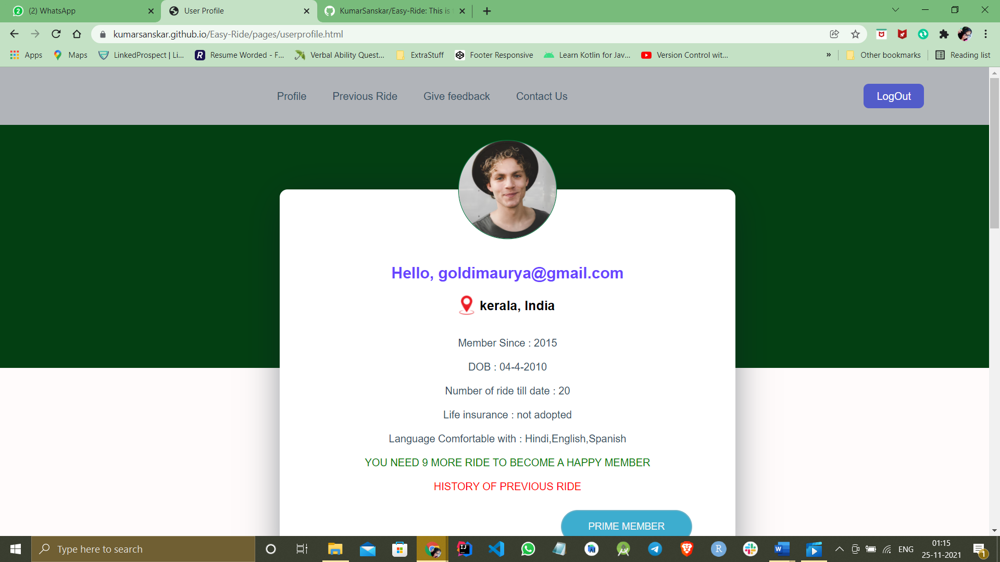 (2) WhatsApp
User Profile
KumarSanskar/Easy-Ride: This is
kumarsanskar.github.io/Easy-Ride/pages/userprofile.html
Apps
Maps
LinkedProspect | Li...
Resume Worded - F...
Verbal Ability Quest...
ExtraStuff
Footer Responsive
Learn Kotlin for Jav...
Version Control wit...
»
Other bookmarks
Reading list
Profile
Previous Ride
Give feedback
Contact Us
LogOut
Hello, goldimaurya@gmail.com
kerala, India
Member Since : 2015
DOB : 04-4-2010
Number of ride till date : 20
Life insurance : not adopted
Language Comfortable with : Hindi,English,Spanish
YOU NEED 9 MORE RIDE TO BECOME A HAPPY MEMBER
HISTORY OF PREVIOUS RIDE
PRIME MEMBER
Type here to search
ENG
01:15
25-11-2021
1